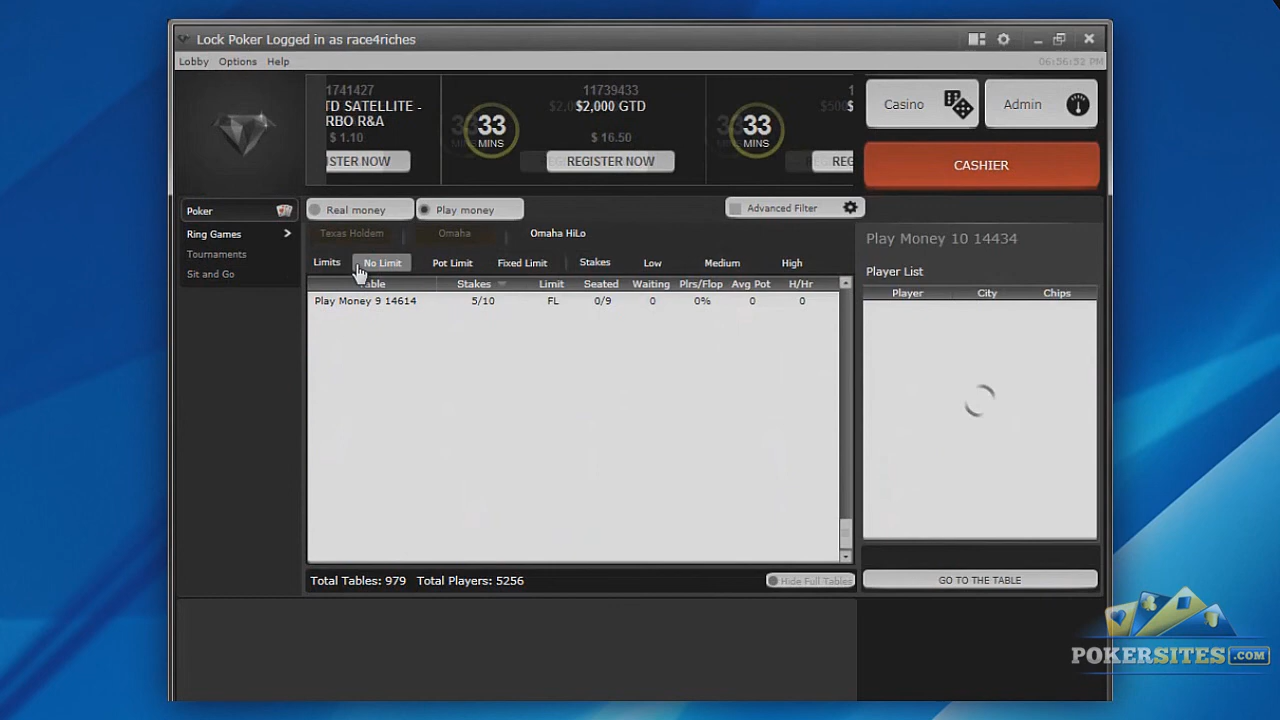 Lock Poker Logged in as race4riches
Lobby Options Help
06:56:52 PM
1741427
TD SATELLITE -
RBO R&A
$ 1.10
ISTER NOW
33
MINS
11739433
$2,000 GTD
$ 16.50
REGISTER NOW
33
MINS
REG
Casino
Admin
CASHIER
Poker
Ring Games
Tournaments
Sit and Go
Real money
Play money
Advanced Filter
Texas Holdem
Omaha
Omaha HiLo
Limits No Limit Pot Limit Fixed Limit Stakes Low Medium High
Table Stakes Limit Seated Waiting Plrs/Flop Avg Pot H/Hr
Play Money 9 14614 5/10 FL 0/9 0 0% 0 0
Total Tables: 979 Total Players: 5256
Hide Full Tables
Play Money 10 14434
Player List
Player City Chips
GO TO THE TABLE
POKERSITES.COM